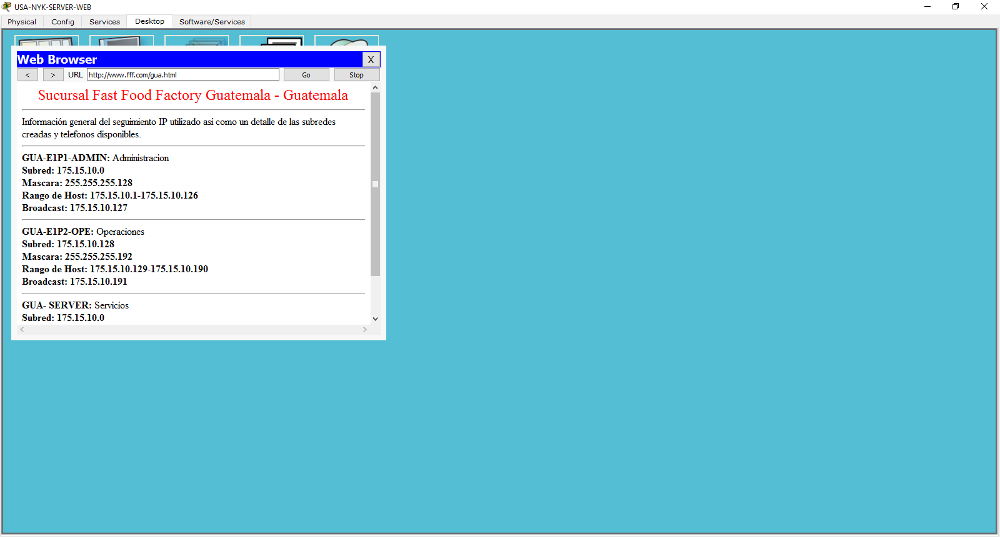 USA-NYK-SERVER-WEB
Physical Config Services Desktop Software/Services
Web Browser X
< > URL http://www.fff.com/gua.html Go Stop
Sucursal Fast Food Factory Guatemala - Guatemala
Información general del seguimiento IP utilizado así como un detalle de las subredes
creadas y telefonos disponibles.
GUA-E1P1-ADMIN: Administracion
Subred: 175.15.10.0
Mascara: 255.255.255.128
Rango de Host: 175.15.10.1-175.15.10.126
Broadcast: 175.15.10.127
GUA-E1P2-OPE: Operaciones
Subred: 175.15.10.128
Mascara: 255.255.255.192
Rango de Host: 175.15.10.129-175.15.10.190
Broadcast: 175.15.10.191
GUA- SERVER: Servicios
Subred: 175.15.10.0